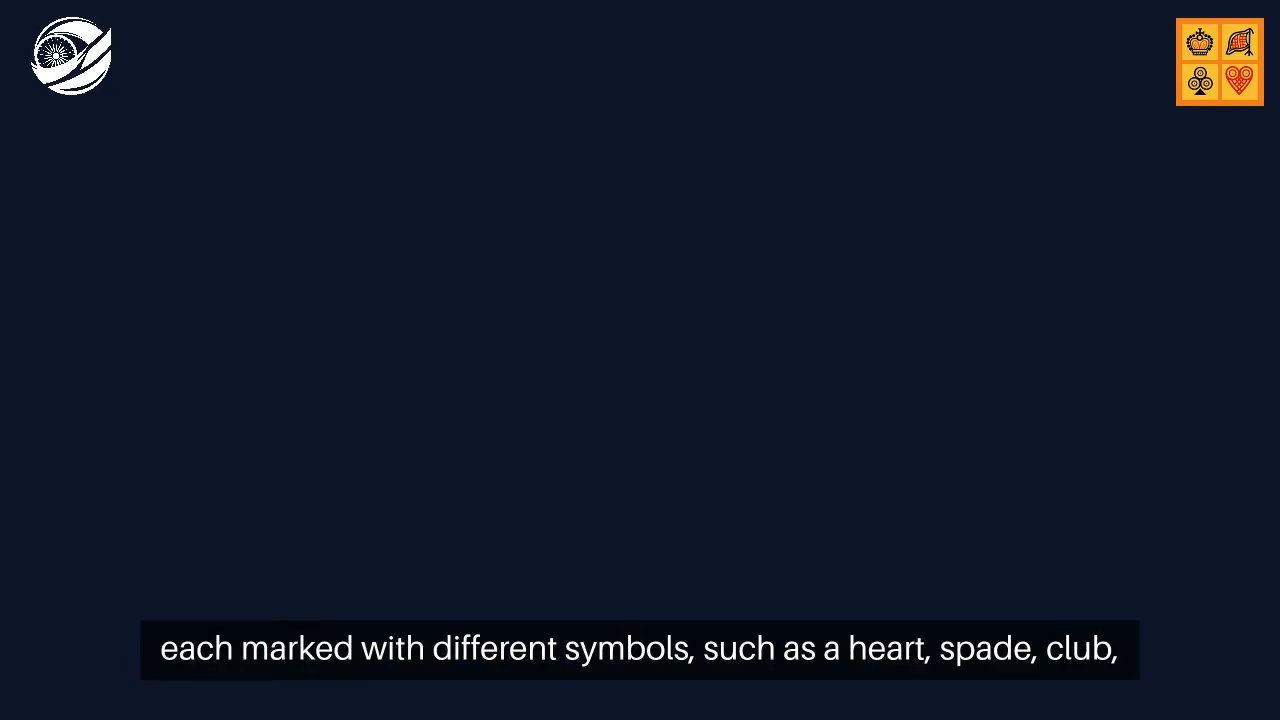 each marked with different symbols, such as a heart, spade, club,